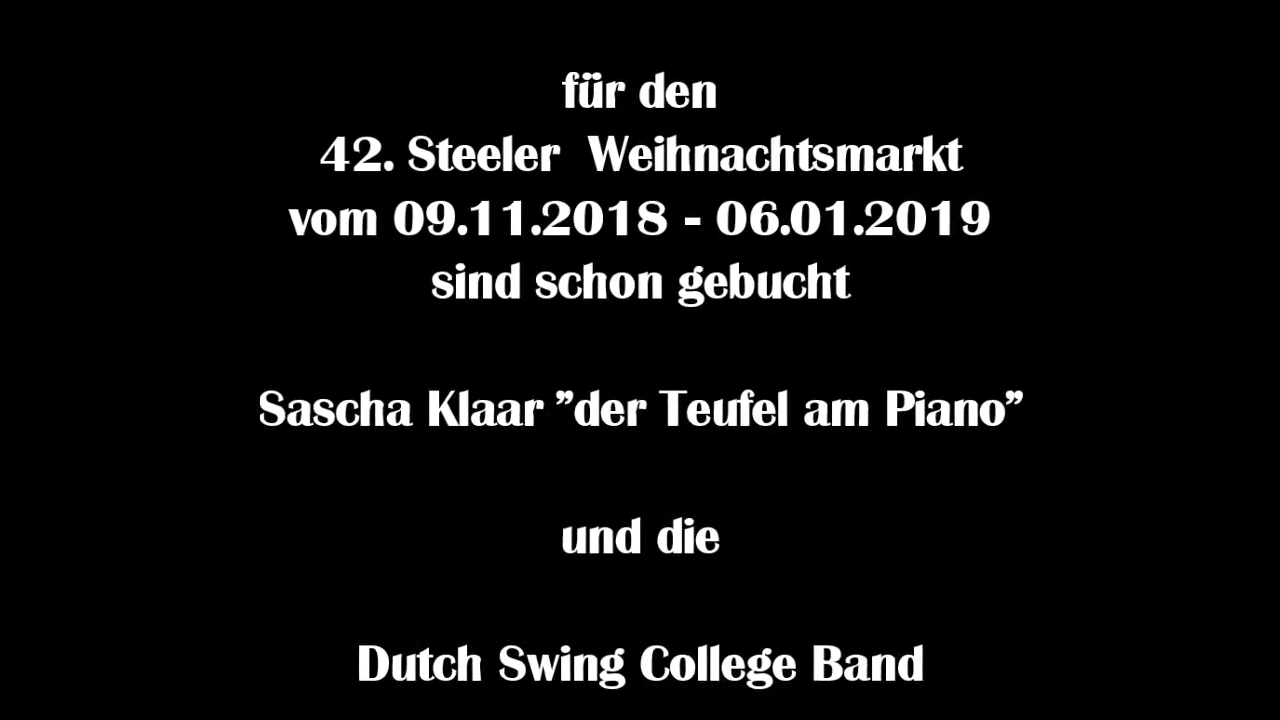 für den
42. Steeler Weihnachtsmarkt
vom 09.11.2018 - 06.01.2019
sind schon gebucht
Sascha Klaar ”der Teufel am Piano”
und die
Dutch Swing College Band